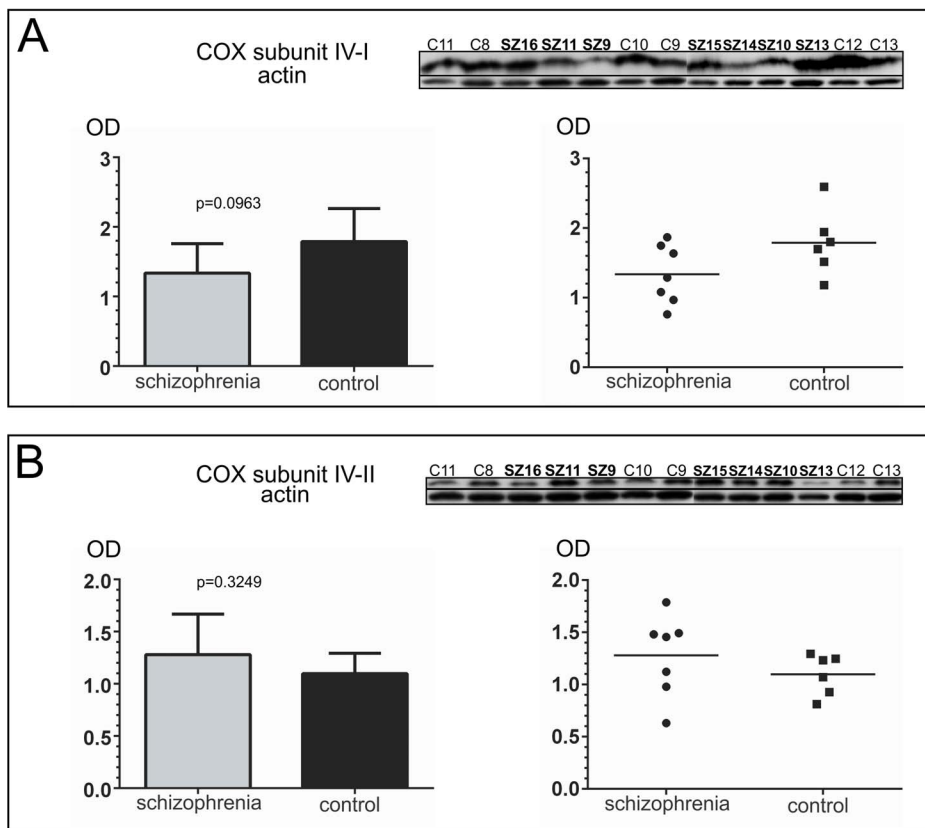 A
COX subunit IV-I
actin
C11 C8 SZ16 SZ11 SZ9 C10 C9 SZ15 SZ14 SZ10 SZ13 C12 C13
OD
3
2
1
0
p=0.0963
schizophrenia control
OD
3
2
1
0
schizophrenia control
B
COX subunit IV-II
actin
C11 C8 SZ16 SZ11 SZ9 C10 C9 SZ15 SZ14 SZ10 SZ13 C12 C13
OD
2.0
1.5
1.0
0.5
0.0
p=0.3249
schizophrenia control
OD
2.0
1.5
1.0
0.5
0.0
schizophrenia control